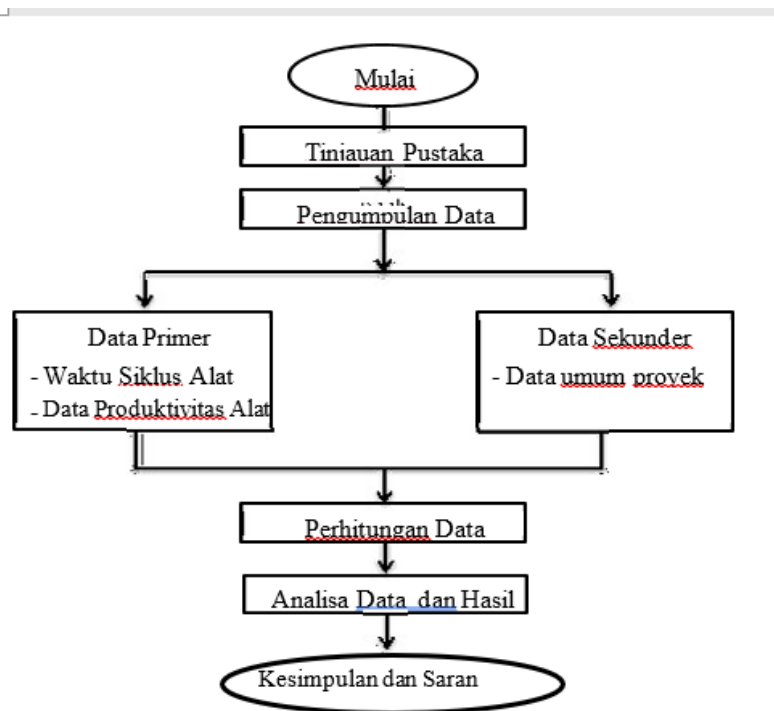 Mulai
Tinjauan Pustaka
Pengumpulan Data
Data Primer
- Waktu Siklus Alat
- Data Produktivitas Alat
Data Sekunder
- Data umum proyek
Perhitungan Data
Analisa Data dan Hasil
Kesimpulan dan Saran